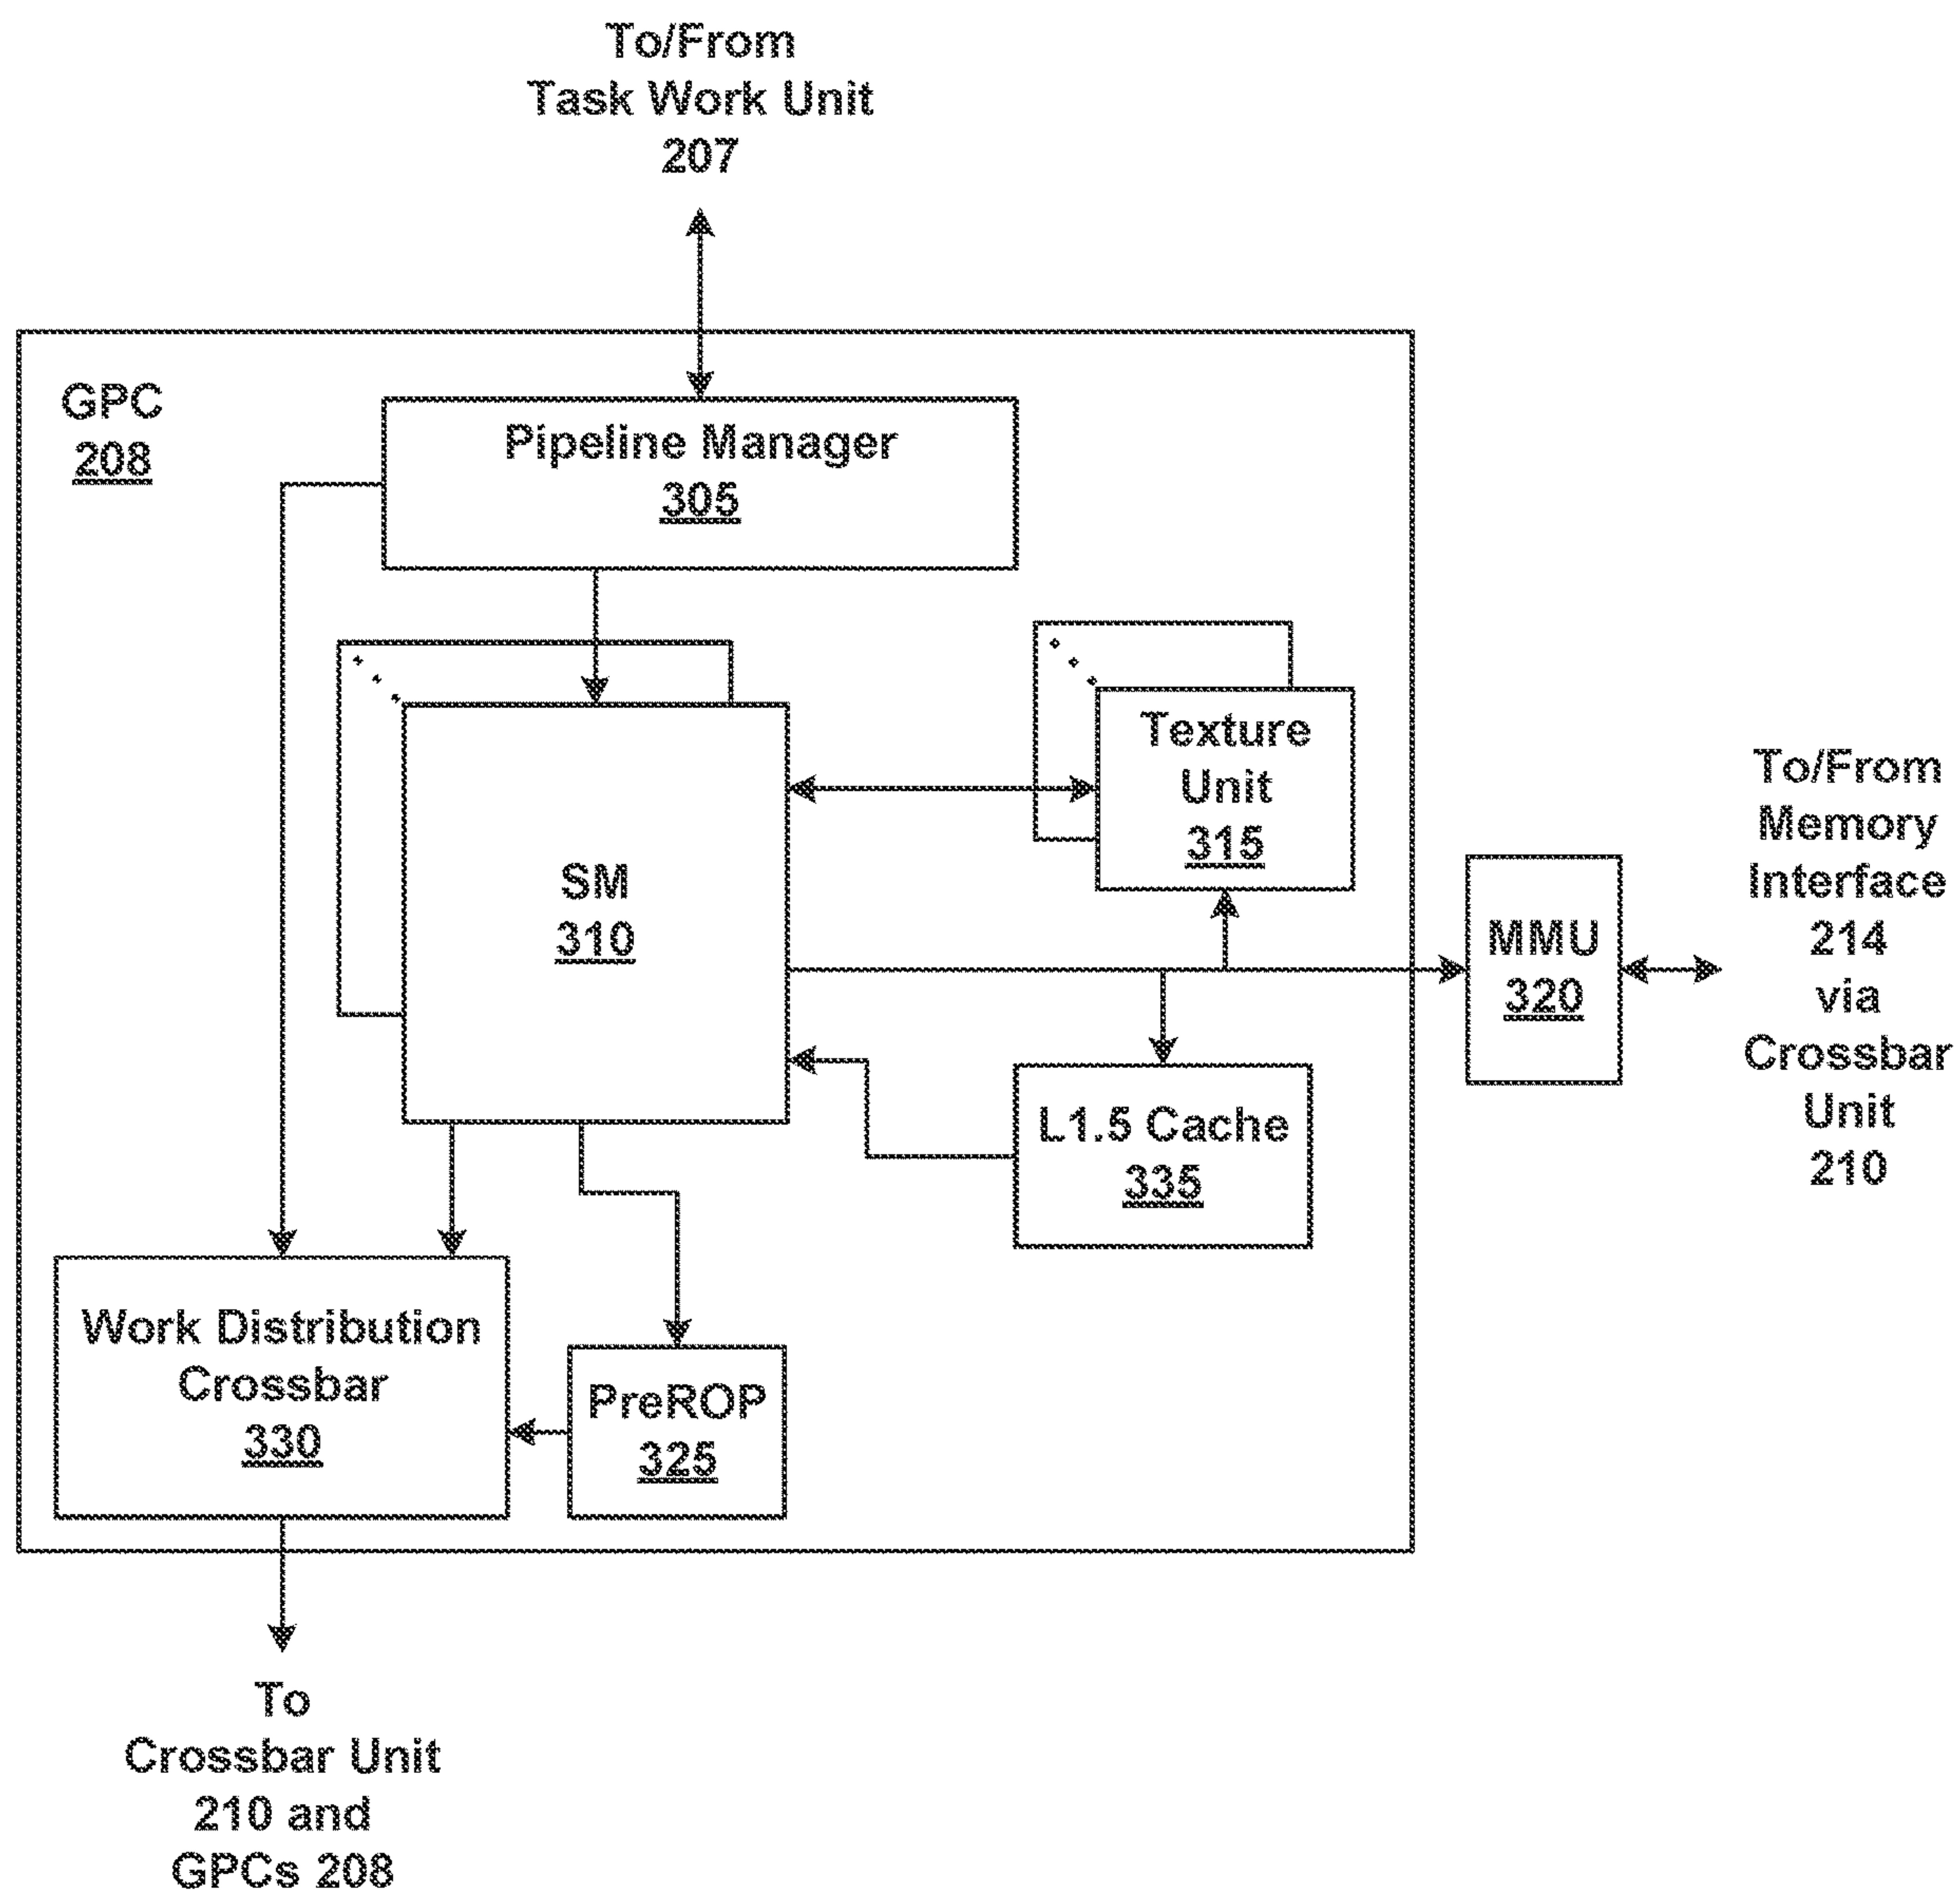 To/From
Task Work Unit
207
GPC
208
Pipeline Manager
305
Texture
Unit
315
SM
310
MMU
320
To/From
Memory
Interface
214
via
Crossbar
Unit
210
L1.5 Cache
335
Work Distribution
Crossbar
330
PreROP
325
To
Crossbar Unit
210 and
GPCs 208